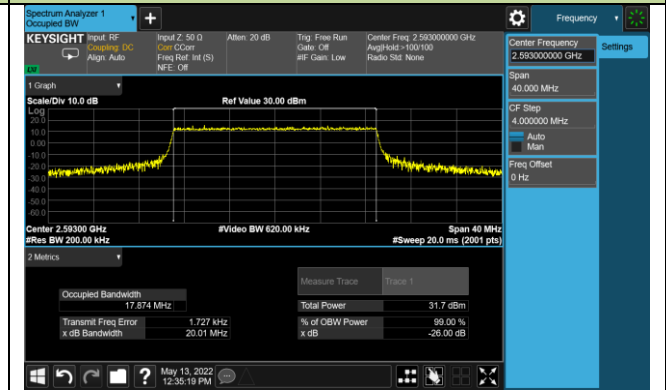 Spectrum Analyzer 1
Occupied BW
Frequency
KEYSIGHT
Input: RF
Coupling: DC
Align: Auto
Input Z: 50 Ω
Corr CCorr
Freq Ref: Int (S)
NFE: Off
Atten: 20 dB
Trig: Free Run
Gate: Off
#IF Gain: Low
Center Freq: 2.593000000 GHz
Avg|Hold:>100/100
Radio Std: None
Center Frequency
2.593000000 GHz
Settings
Span
40.000 MHz
CF Step
4.000000 MHz
Auto
Man
Freq Offset
0 Hz
1 Graph
Scale/Div 10.0 dB
Ref Value 30.00 dBm
Log
20.0
10.0
0.00
-10.0
-20.0
-30.0
-40.0
-50.0
-60.0
Center 2.59300 GHz
#Video BW 620.00 kHz
Span 40 MHz
#Res BW 200.00 kHz
#Sweep 20.0 ms (2001 pts)
2 Metrics
Measure Trace
Trace 1
Occupied Bandwidth
17.874 MHz
Total Power
31.7 dBm
Transmit Freq Error
1.727 kHz
% of OBW Power
99.00 %
x dB Bandwidth
20.01 MHz
x dB
-26.00 dB
May 13, 2022
12:35:19 PM